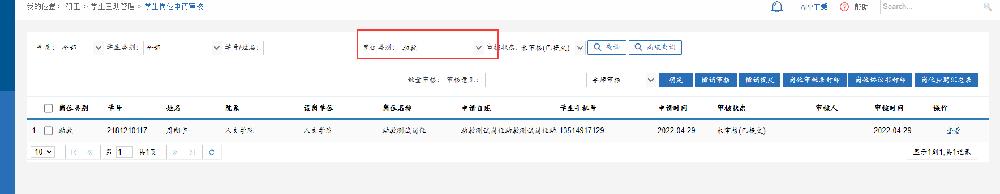 我的位置： 研工 > 学生三助管理 > 学生岗位申请审核 APP下载 帮助 Search...
年度： 全部 学生类别： 全部 学号/姓名： 岗位类别： 助教 审核状态: 未审核(已提交) 查询 高级查询
批量审核： 审核意见： 导师审核 确定 撤销审核 撤销提交 岗位审批表打印 岗位协议书打印 岗位应聘汇总表
岗位类别 学号 姓名 院系 设岗单位 岗位名称 申请自述 学生手机号 申请时间 审核状态 审核人 审核时间 操作
1 助教 2181210117 周翔宇 人文学院 人文学院 助教测试岗位 助教测试岗位助教测试岗位助 13514917129 2022-04-29 未审核(已提交) 2022-04-29 查看
10 第 1 共1页 显示1到1,共1记录